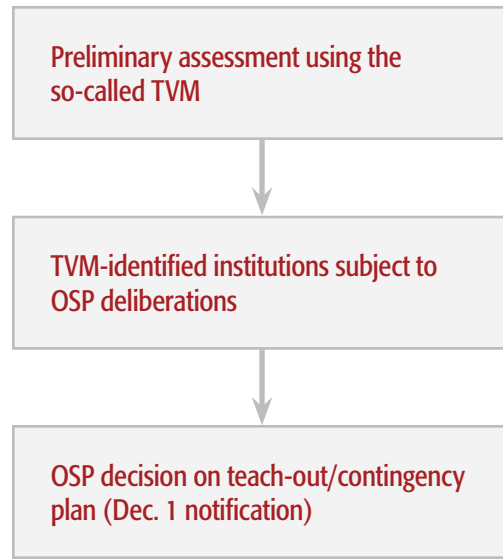 Preliminary assessment using the
so-called TVM
TVM-identified institutions subject to
OSP deliberations
OSP decision on teach-out/contingency
plan (Dec. 1 notification)